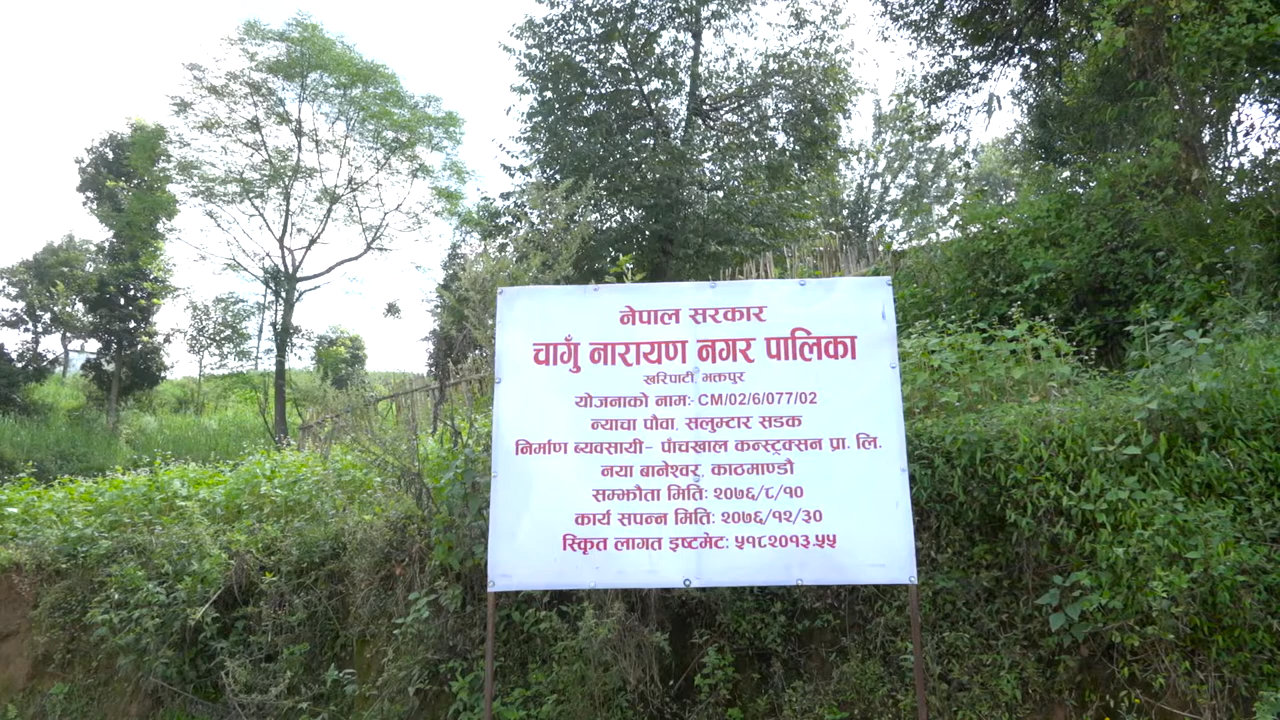 नेपाल सरकार
चागुँ नारायण नगर पालिका
खरिपाटी, भक्तपुर
योजनाको नामः- CM/02/6/077/02
न्याचा पौवा, सलुम्टार सडक
निर्माण ब्यवसायी- पाँचखाल कन्स्ट्रक्सन प्रा. लि.
नया बानेश्वर, काठमाण्डौ
सम्झौता मितिः २०७६/८/१०
कार्य सपन्न मितिः २०७६/१२/३०
स्किृत लागत इष्टमेटः ५१८२०१३.५५